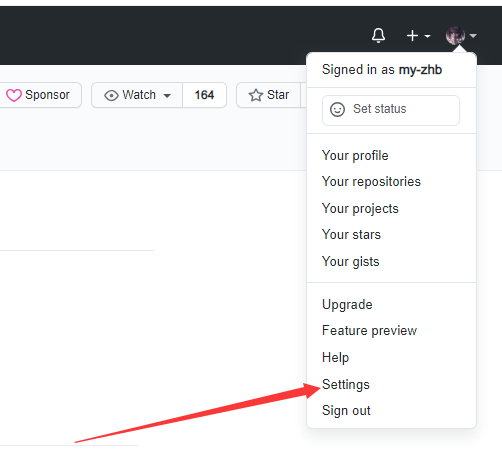 Signed in as my-zhb
Sponsor Watch 164 Star
Set status
Your profile
Your repositories
Your projects
Your stars
Your gists
Upgrade
Feature preview
Help
Settings
Sign out